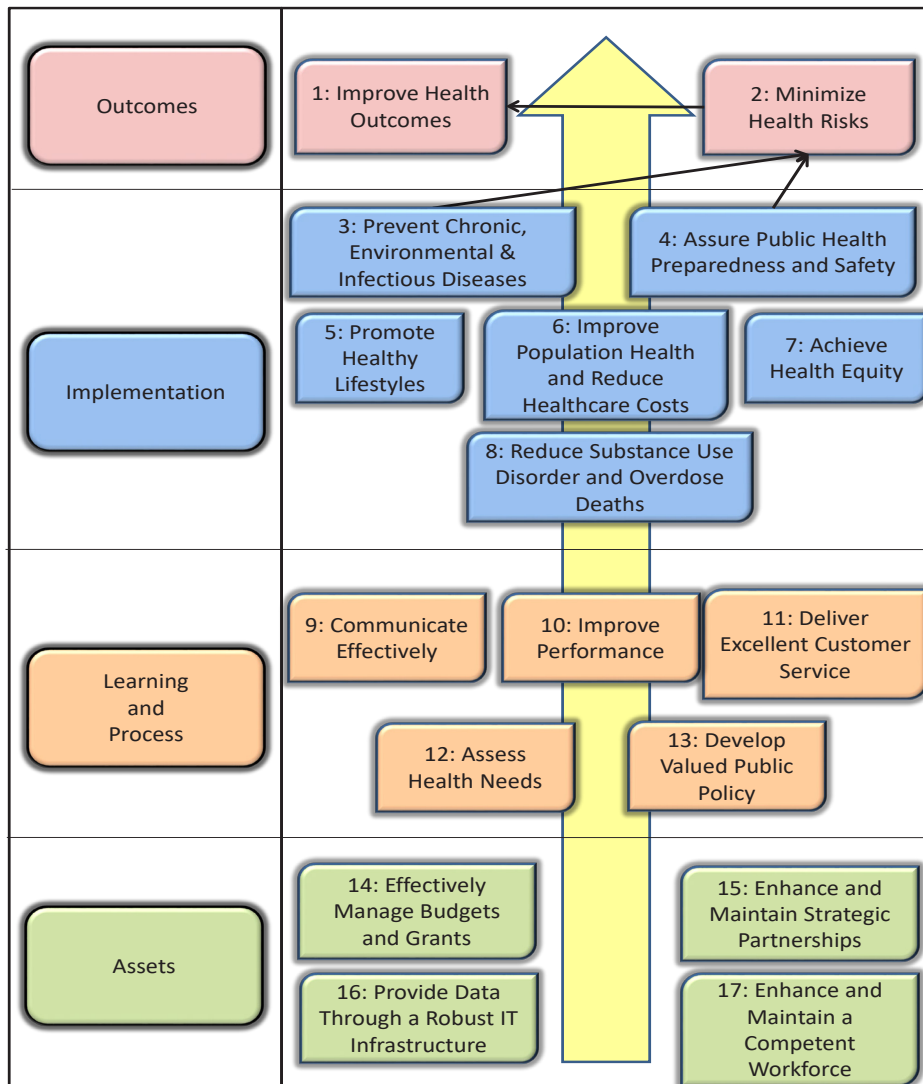 Outcomes
1: Improve Health
Outcomes
2: Minimize
Health Risks
Implementation
3: Prevent Chronic,
Environmental &
Infectious Diseases
4: Assure Public Health
Preparedness and Safety
5: Promote
Healthy
Lifestyles
6: Improve
Population Health
and Reduce
Healthcare Costs
7: Achieve
Health Equity
8: Reduce Substance Use
Disorder and Overdose
Deaths
Learning
and
Process
9: Communicate
Effectively
10: Improve
Performance
11: Deliver
Excellent Customer
Service
12: Assess
Health Needs
13: Develop
Valued Public
Policy
Assets
14: Effectively
Manage Budgets
and Grants
15: Enhance and
Maintain Strategic
Partnerships
16: Provide Data
Through a Robust IT
Infrastructure
17: Enhance and
Maintain a
Competent
Workforce